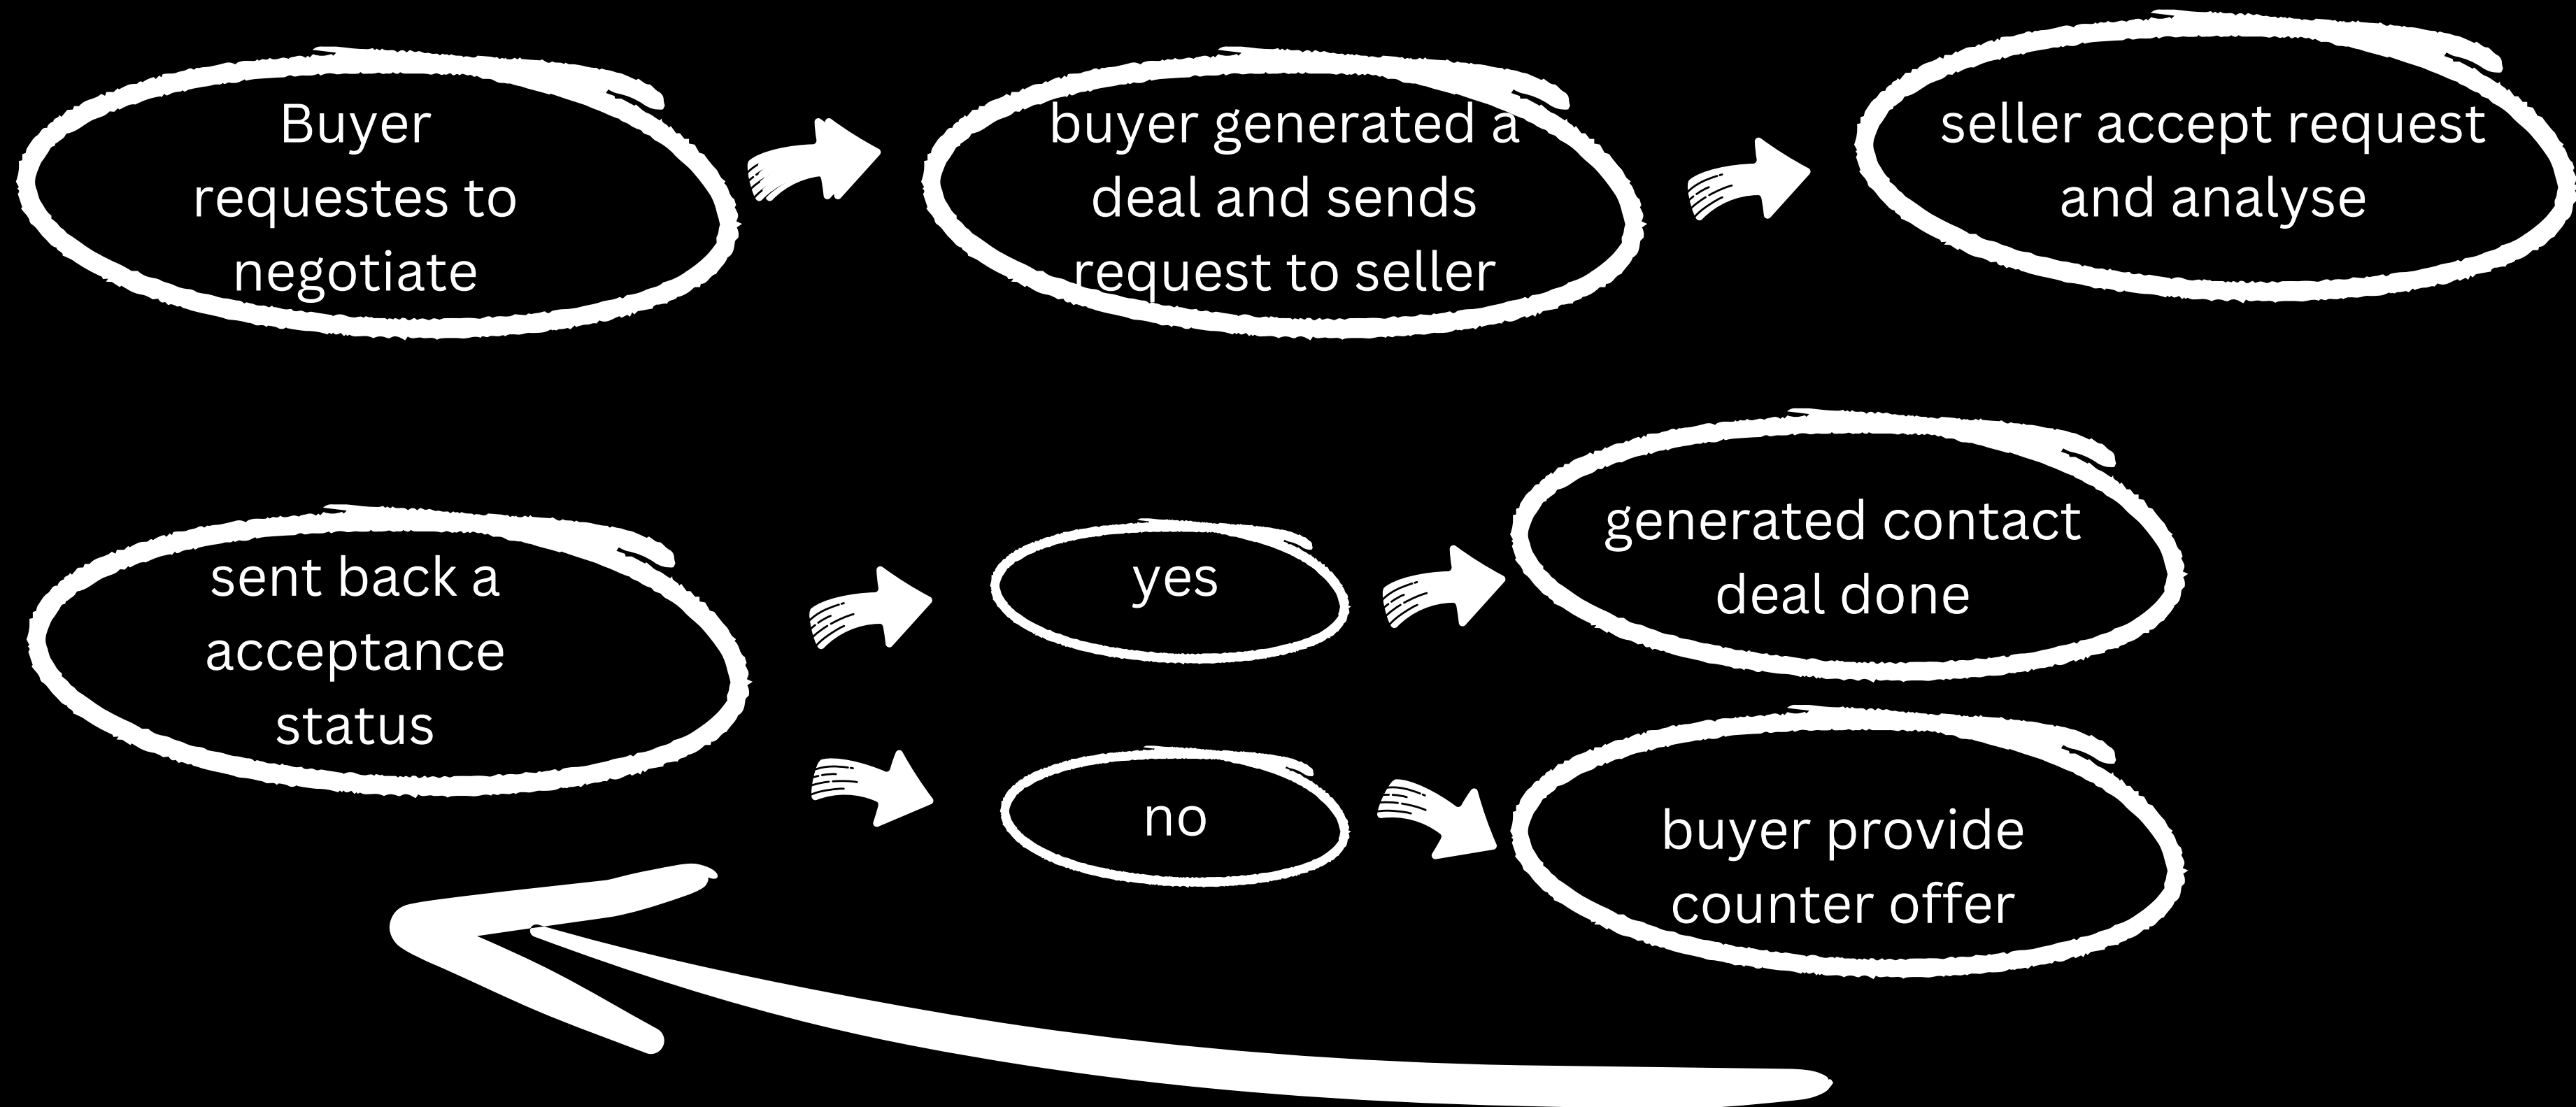 Buyer
requestes to
negotiate
buyer generated a
deal and sends
request to seller
seller accept request
and analyse
sent back a
acceptance
status
yes
generated contact
deal done
no
buyer provide
counter offer